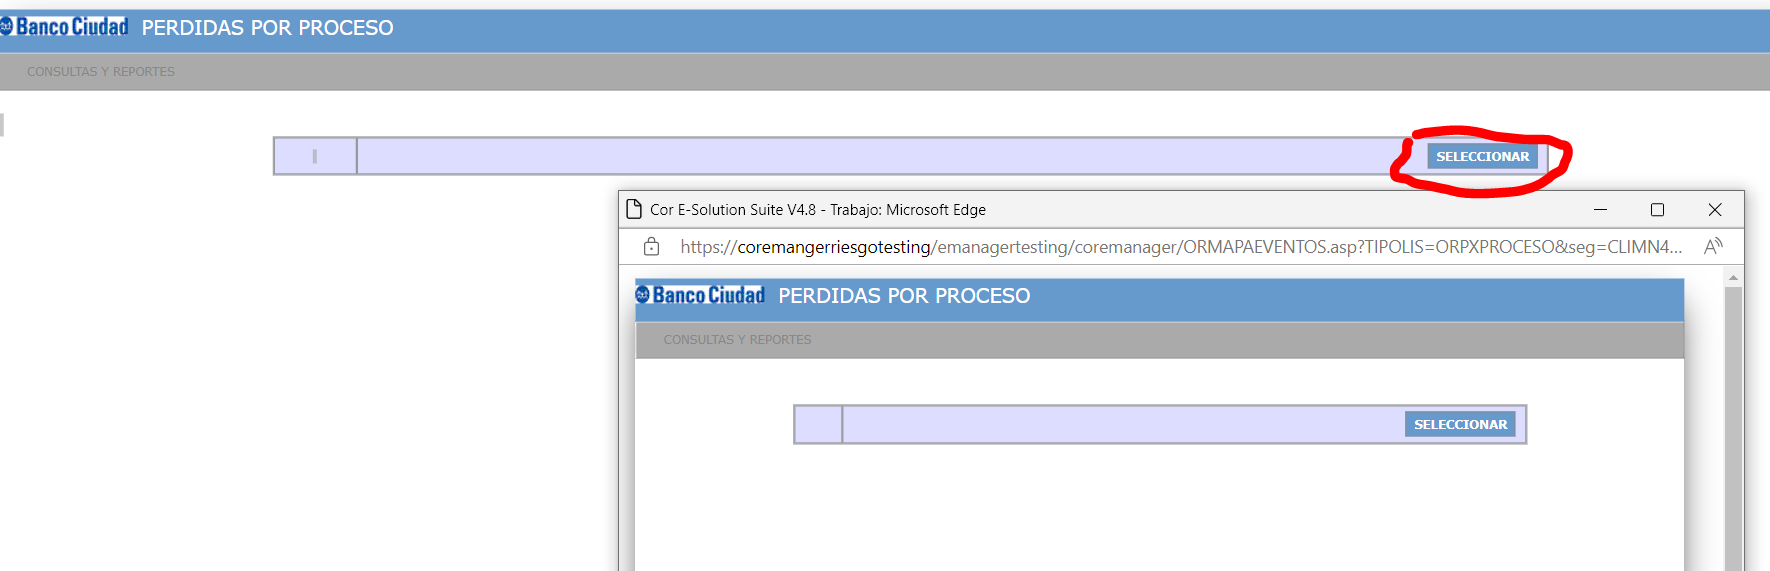 Banco Ciudad PERDIDAS POR PROCESO
CONSULTAS Y REPORTES
SELECCIONAR
Cor E-Solution Suite V4.8 - Trabajo: Microsoft Edge
https://coremangerriesgotesting/emanagertesting/coremanager/ORMAPAEVENTOS.asp?TIPOLIS=ORPXPROCESO&seg=CLIMN4...
Banco Ciudad PERDIDAS POR PROCESO
CONSULTAS Y REPORTES
SELECCIONAR